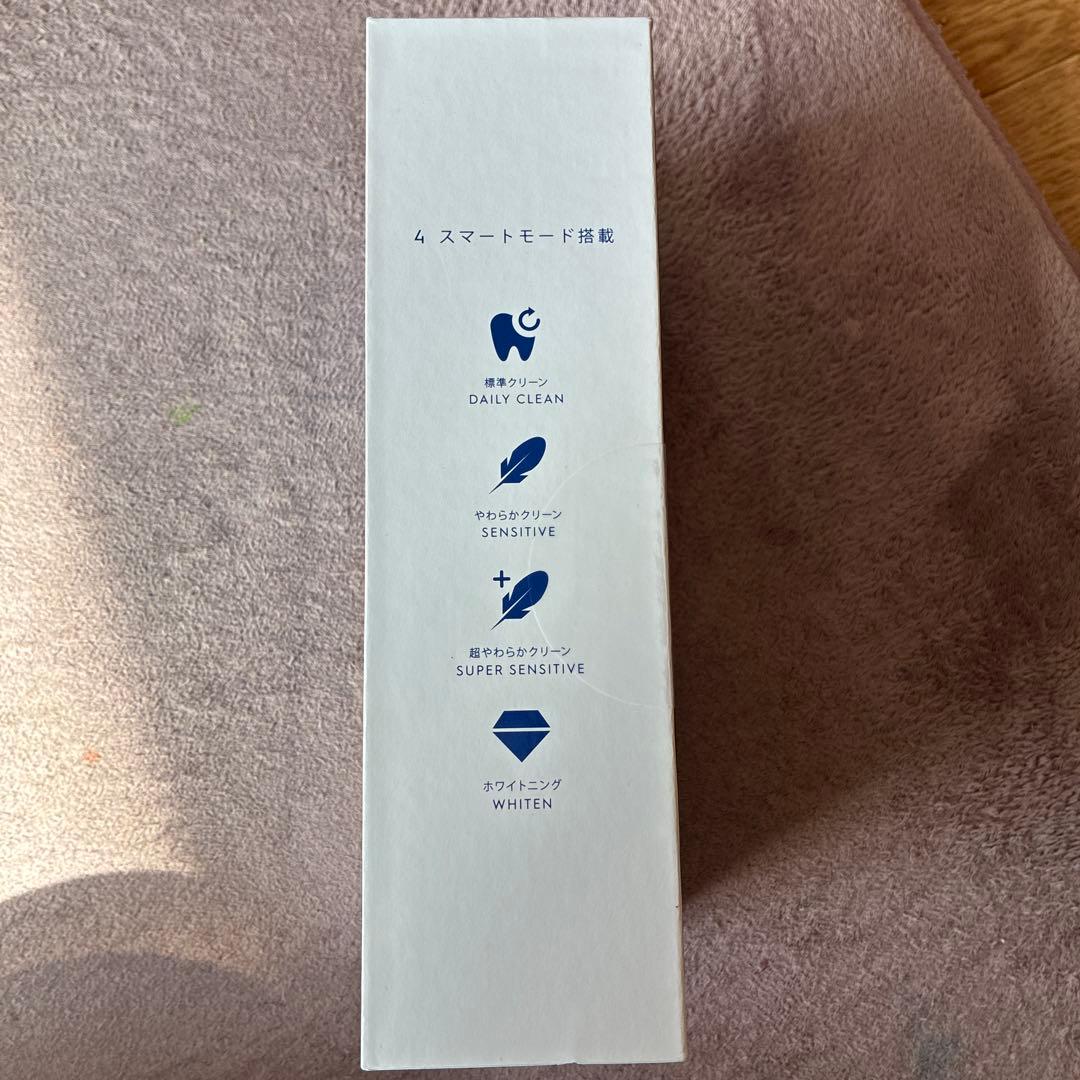 4 スマートモード搭載
標準クリーン
DAILY CLEAN
やわらかクリーン
SENSITIVE
超やわらかクリーン
SUPER SENSITIVE
ホワイトニング
WHITEN